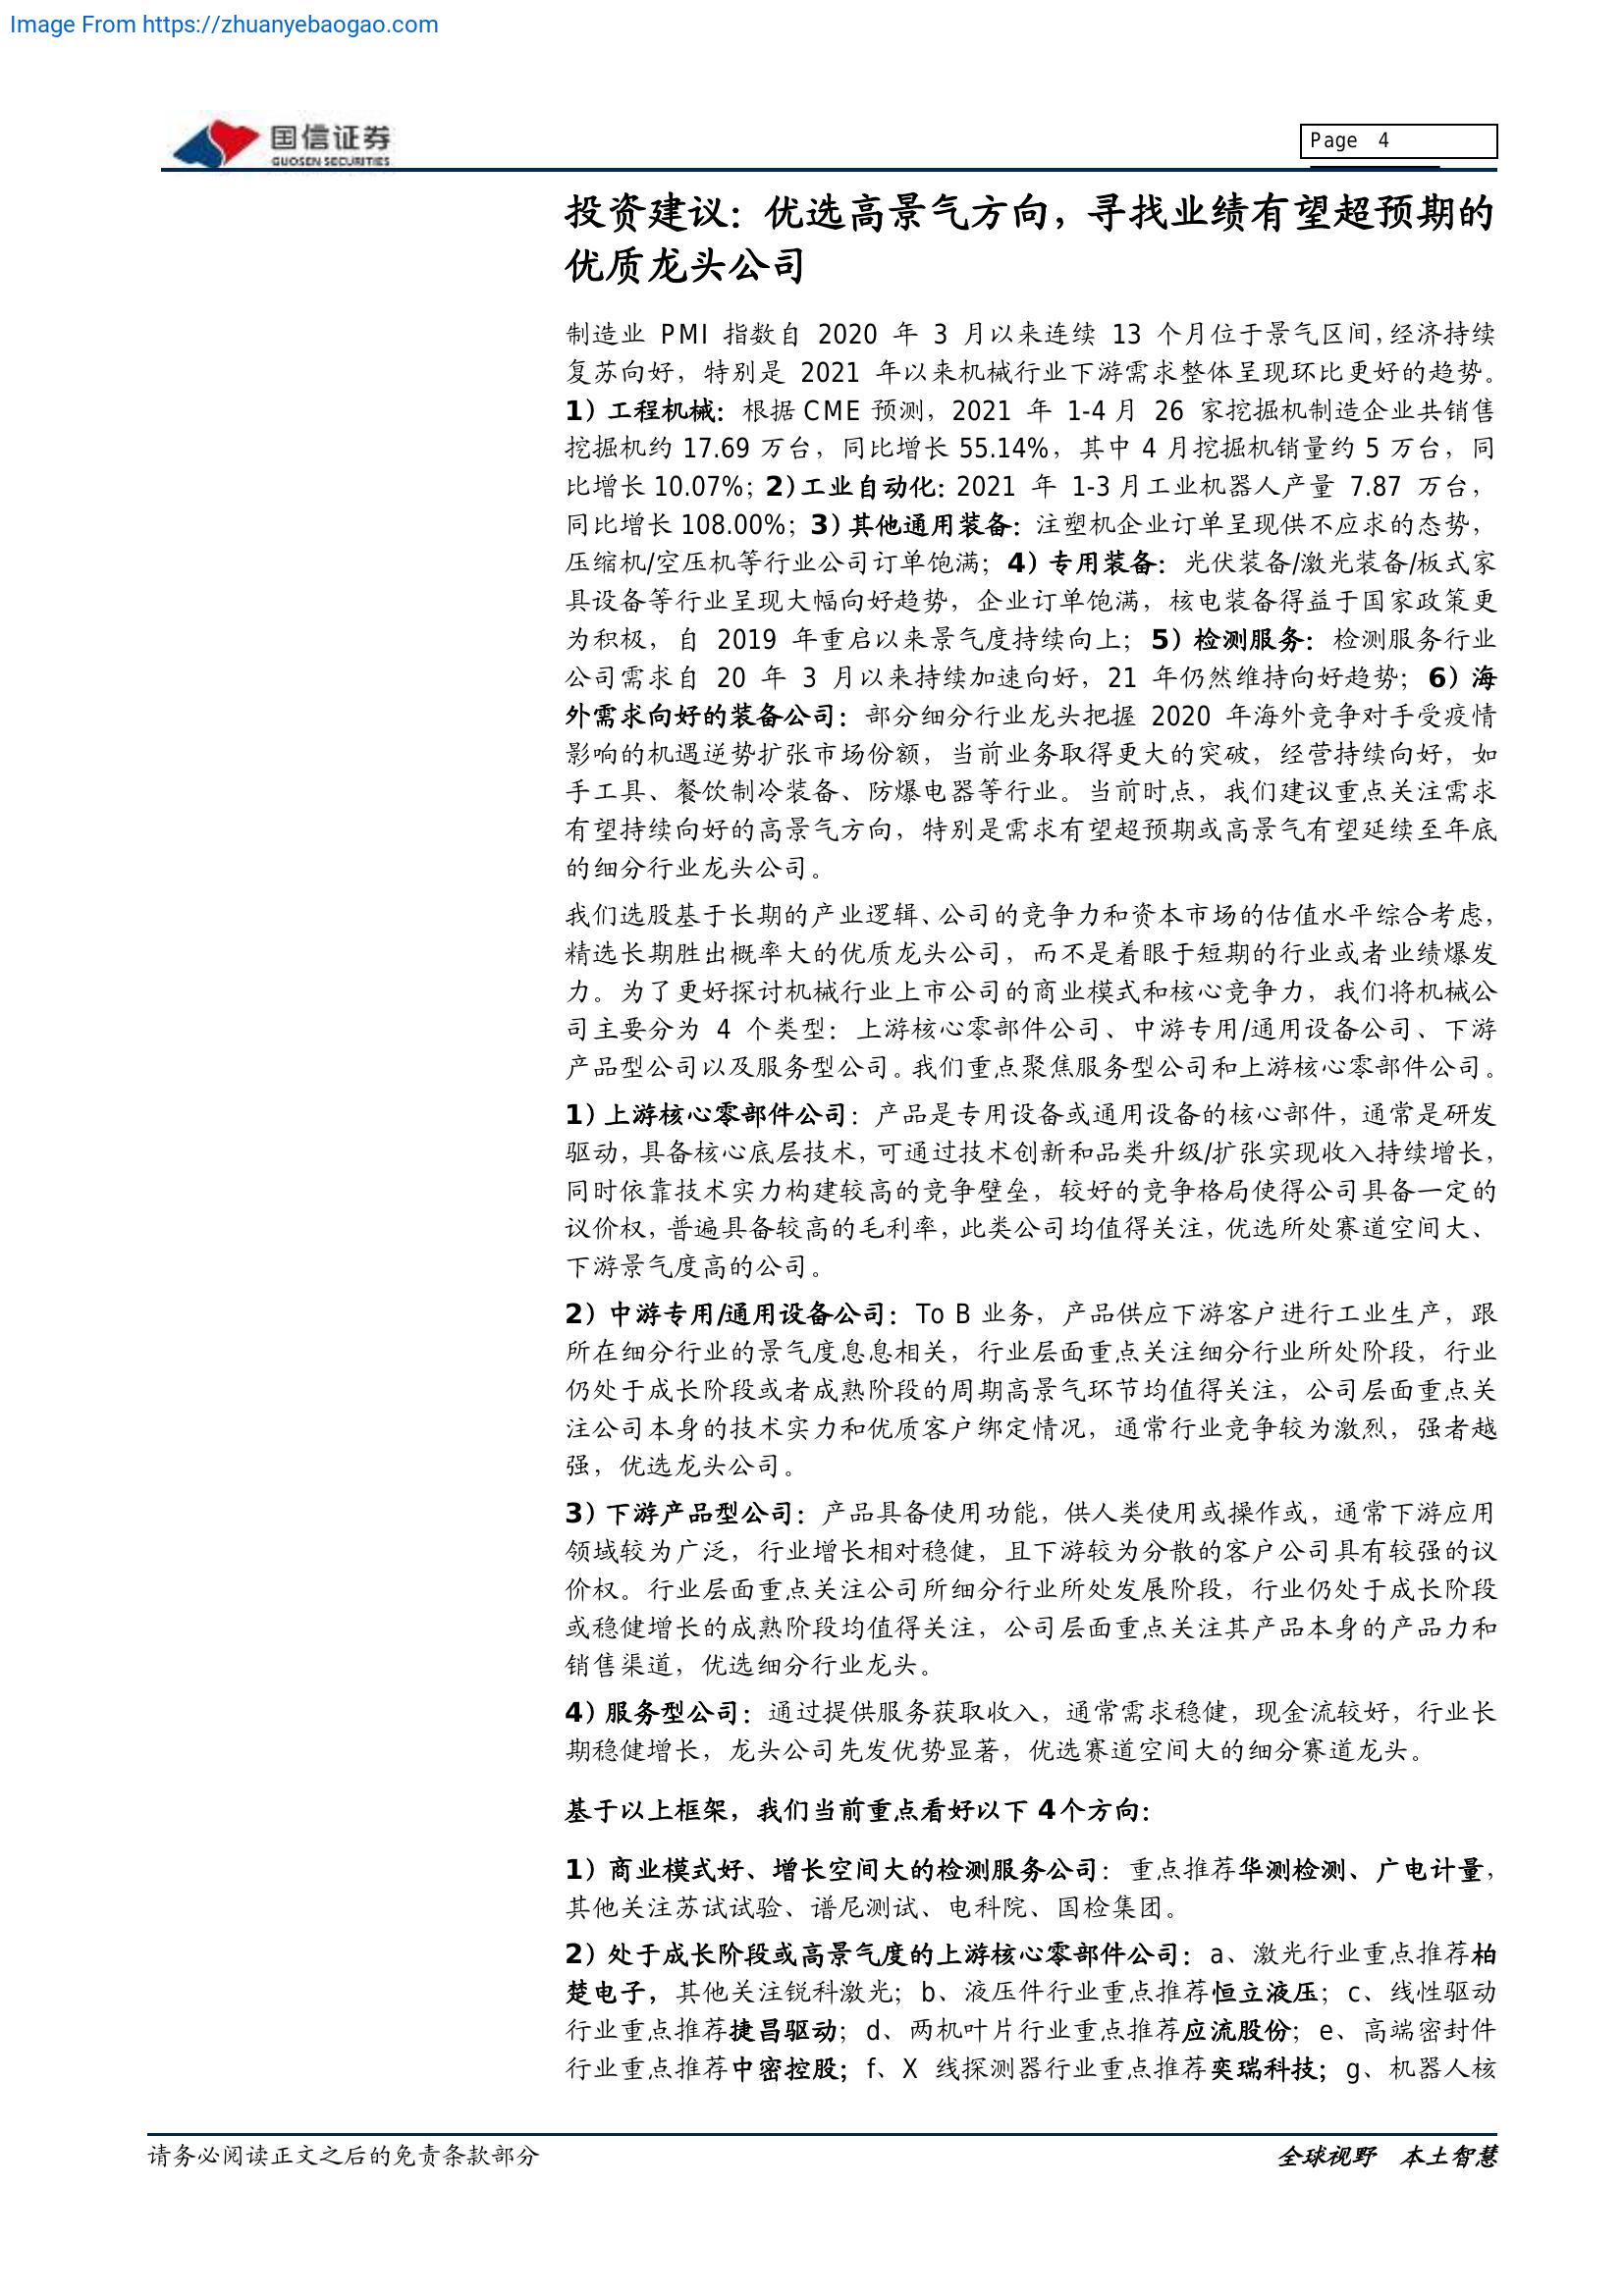 Image From https://zhuanyebaogao.com
国信证券
GUOSEN SECURITIES
Page 4
投资建议：优选高景气方向，寻找业绩有望超预期的
优质龙头公司
制造业 PMI 指数自 2020 年 3 月以来连续 13 个月位于景气区间，经济持续
复苏向好，特别是 2021 年以来机械行业下游需求整体呈现环比更好的趋势。
1）工程机械：根据 CME 预测，2021 年 1-4 月 26 家挖掘机制造企业共销售
挖掘机约 17.69 万台，同比增长 55.14%，其中 4 月挖掘机销量约 5 万台，同
比增长 10.07%；2）工业自动化：2021 年 1-3 月工业机器人产量 7.87 万台，
同比增长 108.00%；3）其他通用装备：注塑机企业订单呈现供不应求的态势，
压缩机/空压机等行业公司订单饱满；4）专用装备：光伏装备/激光装备/板式家
具设备等行业呈现大幅向好趋势，企业订单饱满，核电装备得益于国家政策更
为积极，自 2019 年重启以来景气度持续向上；5）检测服务：检测服务行业
公司需求自 20 年 3 月以来持续加速向好，21 年仍然维持向好趋势；6）海
外需求向好的装备公司：部分细分行业龙头把握 2020 年海外竞争对手受疫情
影响的机遇逆势扩张市场份额，当前业务取得更大的突破，经营持续向好，如
手工具、餐饮制冷装备、防爆电器等行业。当前时点，我们建议重点关注需求
有望持续向好的高景气方向，特别是需求有望超预期或高景气有望延续至年底
的细分行业龙头公司。
我们选股基于长期的产业逻辑、公司的竞争力和资本市场的估值水平综合考虑，
精选长期胜出概率大的优质龙头公司，而不是着眼于短期的行业或者业绩爆发
力。为了更好探讨机械行业上市公司的商业模式和核心竞争力，我们将机械公
司主要分为 4 个类型：上游核心零部件公司、中游专用/通用设备公司、下游
产品型公司以及服务型公司。我们重点聚焦服务型公司和上游核心零部件公司。
1）上游核心零部件公司：产品是专用设备或通用设备的核心部件，通常是研发
驱动，具备核心底层技术，可通过技术创新和品类升级/扩张实现收入持续增长，
同时依靠技术实力构建较高的竞争壁垒，较好的竞争格局使得公司具备一定的
议价权，普遍具备较高的毛利率，此类公司均值得关注，优选所处赛道空间大、
下游景气度高的公司。
2）中游专用/通用设备公司：To B 业务，产品供应下游客户进行工业生产，跟
所在细分行业的景气度息息相关，行业层面重点关注细分行业所处阶段，行业
仍处于成长阶段或者成熟阶段的周期高景气环节均值得关注，公司层面重点关
注公司本身的技术实力和优质客户绑定情况，通常行业竞争较为激烈，强者越
强，优选龙头公司。
3）下游产品型公司：产品具备使用功能，供人类使用或操作或，通常下游应用
领域较为广泛，行业增长相对稳健，且下游较为分散的客户公司具有较强的议
价权。行业层面重点关注公司所细分行业所处发展阶段，行业仍处于成长阶段
或稳健增长的成熟阶段均值得关注，公司层面重点关注其产品本身的产品力和
销售渠道，优选细分行业龙头。
4）服务型公司：通过提供服务获取收入，通常需求稳健，现金流较好，行业长
期稳健增长，龙头公司先发优势显著，优选赛道空间大的细分赛道龙头。
基于以上框架，我们当前重点看好以下 4 个方向：
1）商业模式好、增长空间大的检测服务公司：重点推荐华测检测、广电计量，
其他关注苏试试验、谱尼测试、电科院、国检集团。
2）处于成长阶段或高景气度的上游核心零部件公司：a、激光行业重点推荐柏
楚电子，其他关注锐科激光；b、液压件行业重点推荐恒立液压；c、线性驱动
行业重点推荐捷昌驱动；d、两机叶片行业重点推荐应流股份；e、高端密封件
行业重点推荐中密控股；f、X 线探测器行业重点推荐奕瑞科技；g、机器人核
请务必阅读正文之后的免责条款部分
全球视野 本土智慧